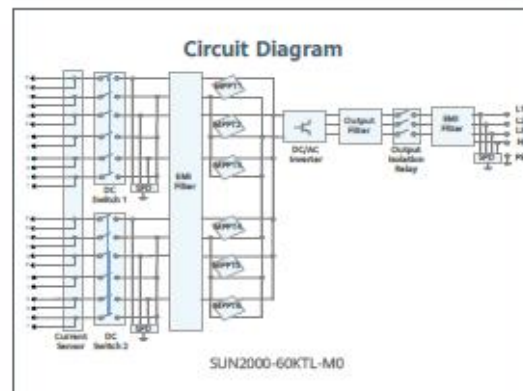 Circuit Diagram
MPPT1
MPPT2
MPPT3
EMI
Filter
DC
Switch 1
SPD
MPPT4
MPPT5
MPPT6
DC/AC
Inverter
Output
Filter
Output
Isolation
Relay
EMI
Filter
SPD
L1
L2
L3
N
Current
Sensor
DC
Switch 2
SPD
SUN2000-60KTL-M0